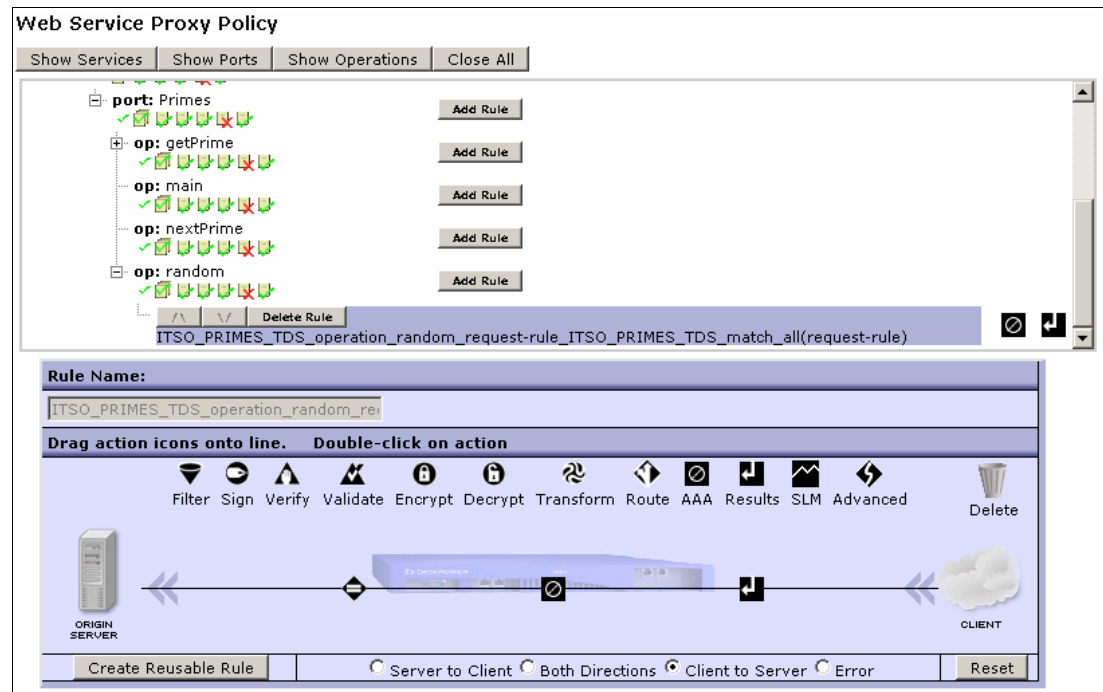 Web Service Proxy Policy
Show Services Show Ports Show Operations Close All
port: Primes
Add Rule
op: getPrime
Add Rule
op: main
Add Rule
op: nextPrime
Add Rule
op: random
Add Rule
/\ \/ Delete Rule
ITSO_PRIMES_TDS_operation_random_request-rule_ITSO_PRIMES_TDS_match_all(request-rule)
Rule Name:
ITSO_PRIMES_TDS_operation_random_re
Drag action icons onto line. Double-click on action
Filter Sign Verify Validate Encrypt Decrypt Transform Route AAA Results SLM Advanced
Delete
DATAPOWER
ORIGIN
SERVER
CLIENT
Create Reusable Rule Server to Client Both Directions Client to Server Error Reset